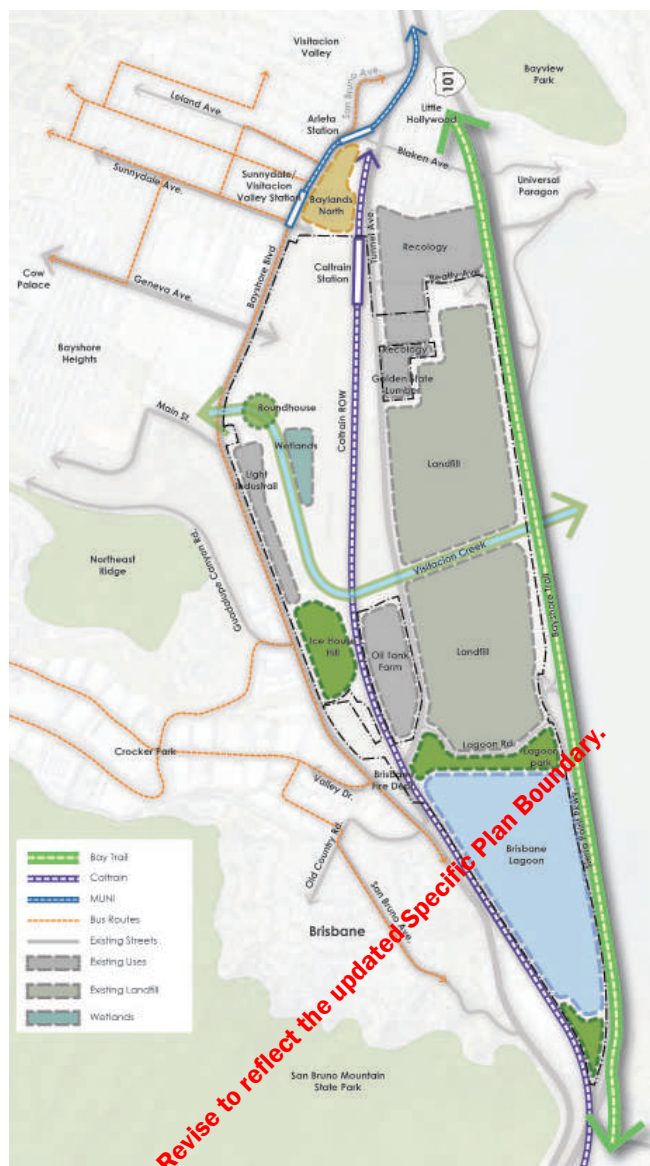 Visitacion
Valley
San Bruno Ave.
101
Bayview
Park
Leland Ave.
Arleta
Station
Little
Hollywood
Blaken Ave.
Sunnydale Ave.
Sunnydale/
Visitacion
Valley Station
Baylands
North
Universal
Paragon
Tunnel Ave.
Recology
Bayshore Blvd
Caltrain
Station
Beatty Ave
Cow
Palace
Geneva Ave.
Recology
Bayshore
Heights
Golden State
Lumber
Main St.
Roundhouse
Caltrain ROW
Wetlands
Landfill
Light
Industrail
Northeast
Ridge
Guadalupe Canyon Rd.
Visitacion Creek
Bayshore Trail
Ice House
Hill
Oil Tank
Farm
Landfill
Crocker Park
Lagoon Rd.
Lagoon
park
Brisbane
Fire Dept
Valley Dr.
Brisbane
Lagoon
Old Country Rd.
San Bruno Ave.
Brisbane
San Bruno Mountain
State Park
Bay Trail
Caltrain
MUNI
Bus Routes
Existing Streets
Existing Uses
Existing Landfill
Wetlands
Revise to reflect the updated Specific Plan Boundary.